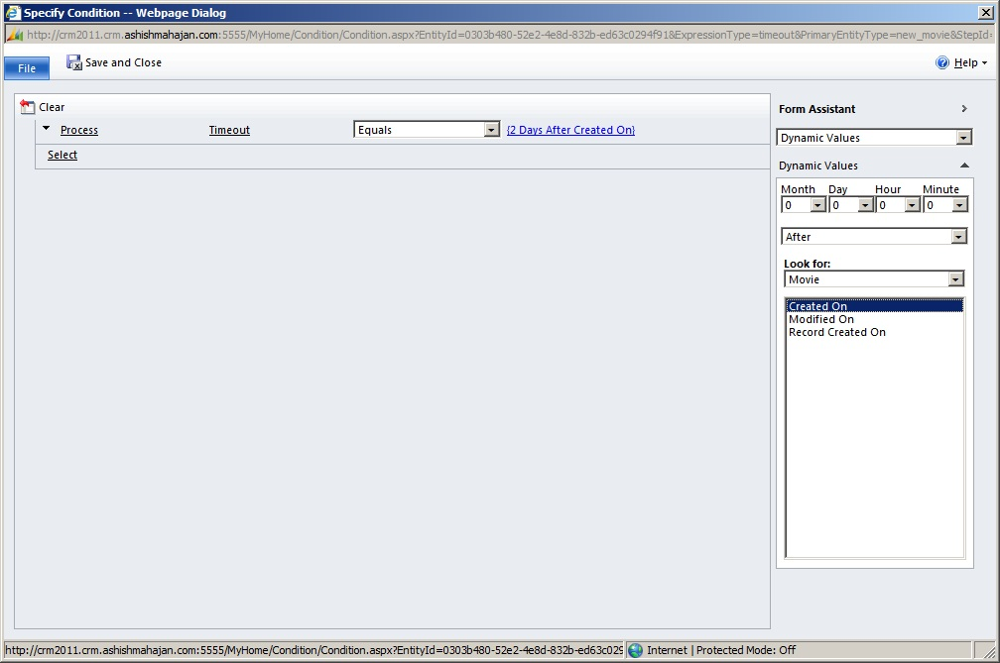 Specify Condition -- Webpage Dialog
http://crm2011.crm.ashishmahajan.com:5555/MyHome/Condition/Condition.aspx?EntityId=0303b480-52e2-4e8d-832b-ed63c0294f91&ExpressionType=timeout&PrimaryEntityType=new_movie&StepId=
File Save and Close Help
Clear
Process Timeout Equals {2 Days After Created On}
Select
Form Assistant
Dynamic Values
Dynamic Values
Month Day Hour Minute
0 0 0 0
After
Look for:
Movie
Created On
Modified On
Record Created On
http://crm2011.crm.ashishmahajan.com:5555/MyHome/Condition/Condition.aspx?EntityId=0303b480-52e2-4e8d-832b-ed63c029 Internet | Protected Mode: Off